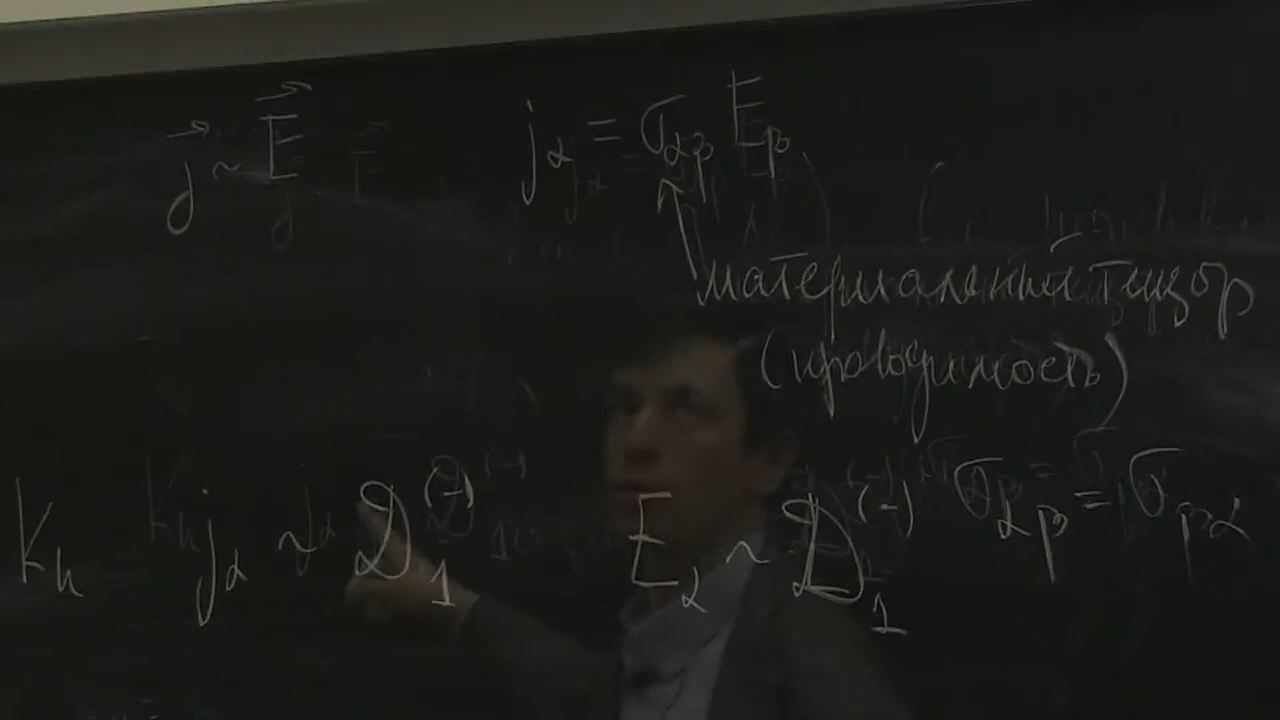 j⃗ ~ E⃗ j_α = σ_αβ E_β
материальный тензор
(проводимость)
K_h j_α ~ 𝒟_1^(-) E_α ~ 𝒟_1^(-) σ_αβ = σ_βα